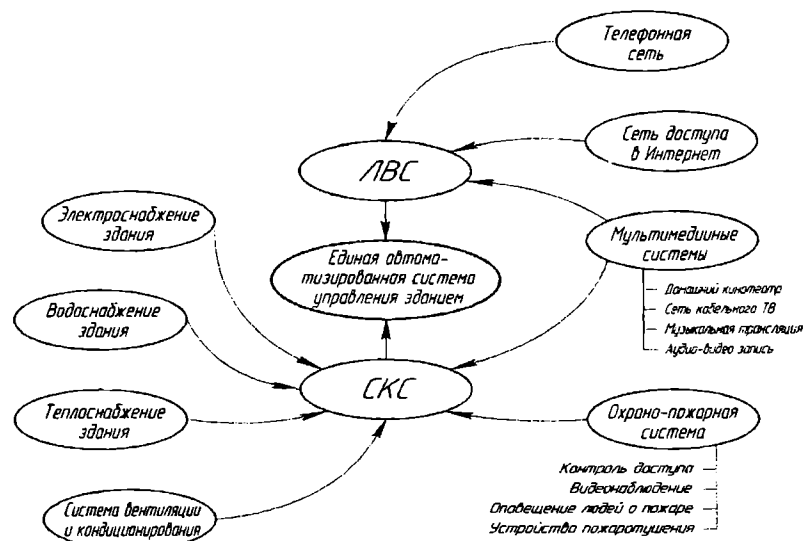 Телефонная
сеть
Сеть доступа
в Интернет
ЛВС
Электроснабжение
здания
Единая автома-
тизированная система
управления зданием
Мультимедийные
системы
Домашний кинотеатр
Сеть кабельного ТВ
Музыкальная трансляция
Аудио-видео запись
Водоснабжение
здания
СКС
Теплоснабжение
здания
Охрано-пожарная
система
Контроль доступа
Видеонаблюдение
Оповещение людей о пожаре
Устройства пожаротушения
Система вентиляции
и кондиционирования